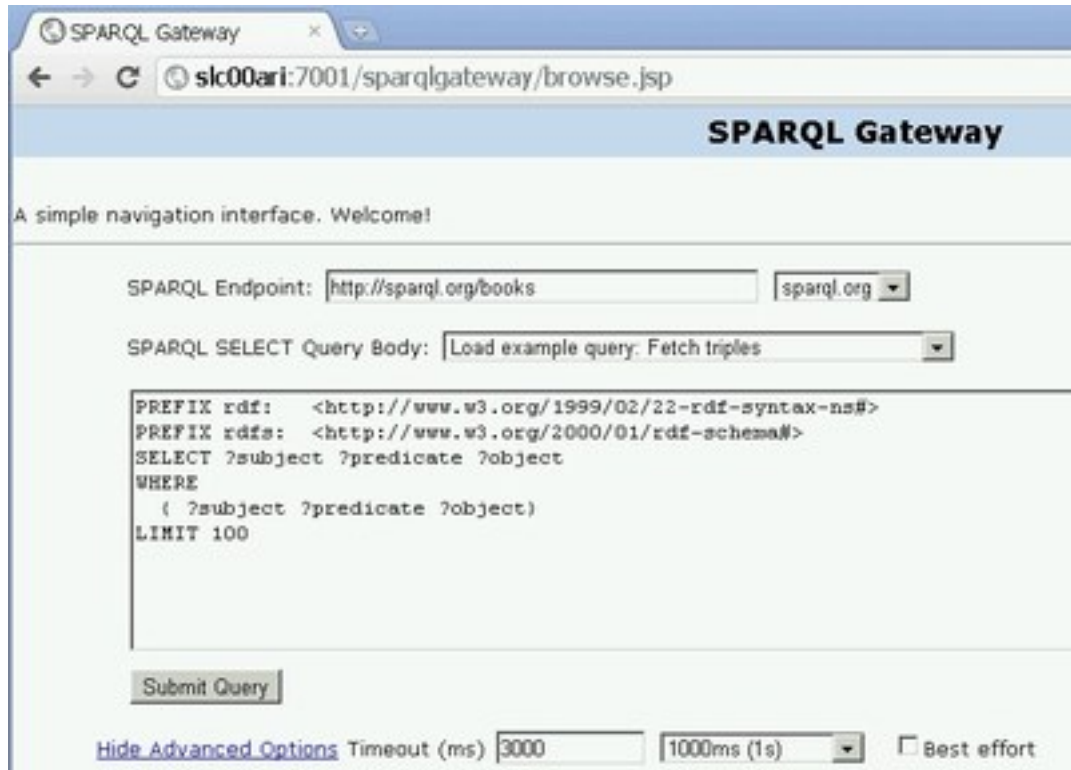 SPARQL Gateway
slc00ari:7001/sparqlgateway/browse.jsp
SPARQL Gateway
A simple navigation interface. Welcome!
SPARQL Endpoint: http://sparql.org/books sparql.org
SPARQL SELECT Query Body: Load example query: Fetch triples
PREFIX rdf: <http://www.w3.org/1999/02/22-rdf-syntax-ns#>
PREFIX rdfs: <http://www.w3.org/2000/01/rdf-schema#>
SELECT ?subject ?predicate ?object
WHERE
( ?subject ?predicate ?object)
LIMIT 100
Submit Query
Hide Advanced Options Timeout (ms) 3000 1000ms (1s) Best effort